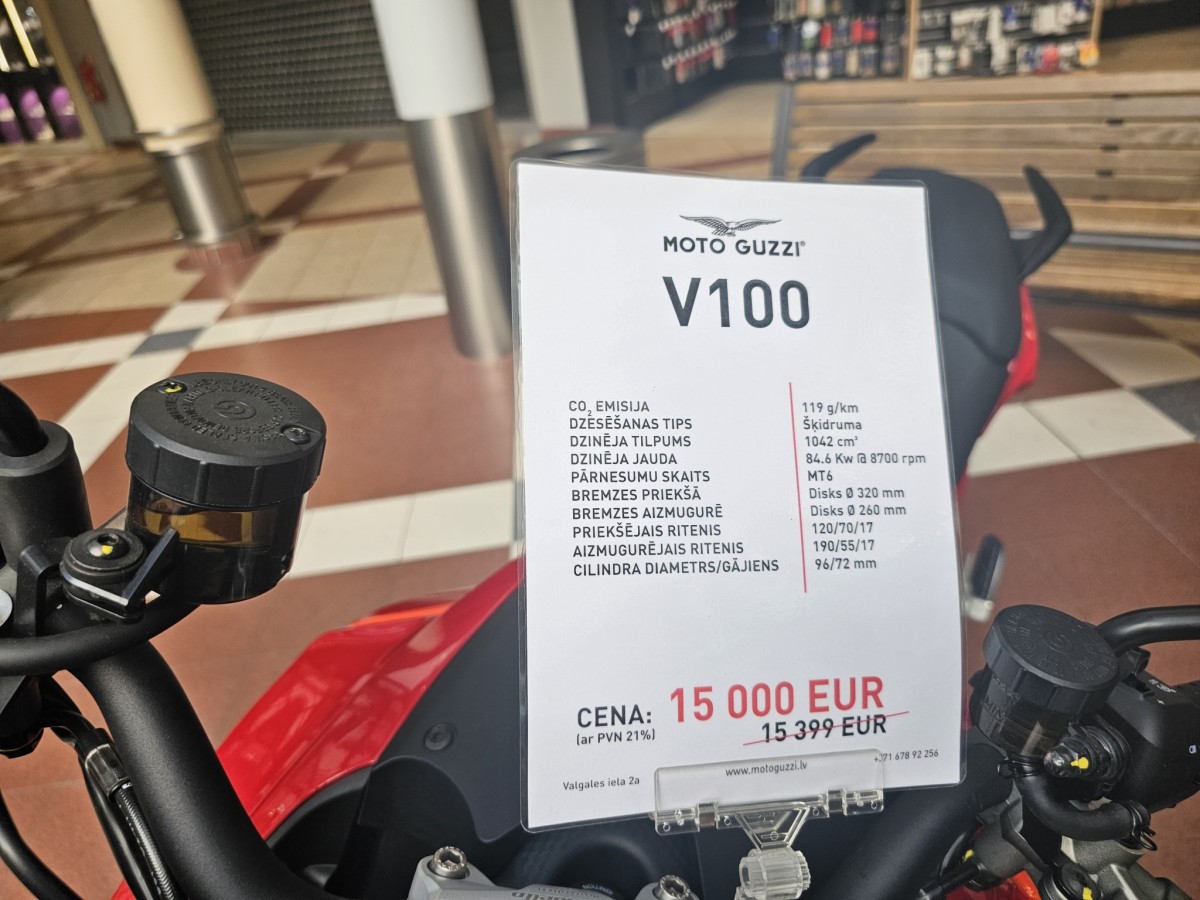 MOTO GUZZI®
V100
CO₂ EMISIJA 119 g/km
DZESĒŠANAS TIPS Šķidruma
DZINĒJA TILPUMS 1042 cm³
DZINĒJA JAUDA 84.6 Kw @ 8700 rpm
PĀRNESUMU SKAITS MT6
BREMZES PRIEKŠĀ Disks Ø 320 mm
BREMZES AIZMUGURĒ Disks Ø 260 mm
PRIEKŠĒJAIS RITENIS 120/70/17
AIZMUGURĒJAIS RITENIS 190/55/17
CILINDRA DIAMETRS/GĀJIENS 96/72 mm
CENA: 15 000 EUR
(ar PVN 21%) 15 399 EUR
Valgales iela 2a www.motoguzzi.lv +371 678 92 256